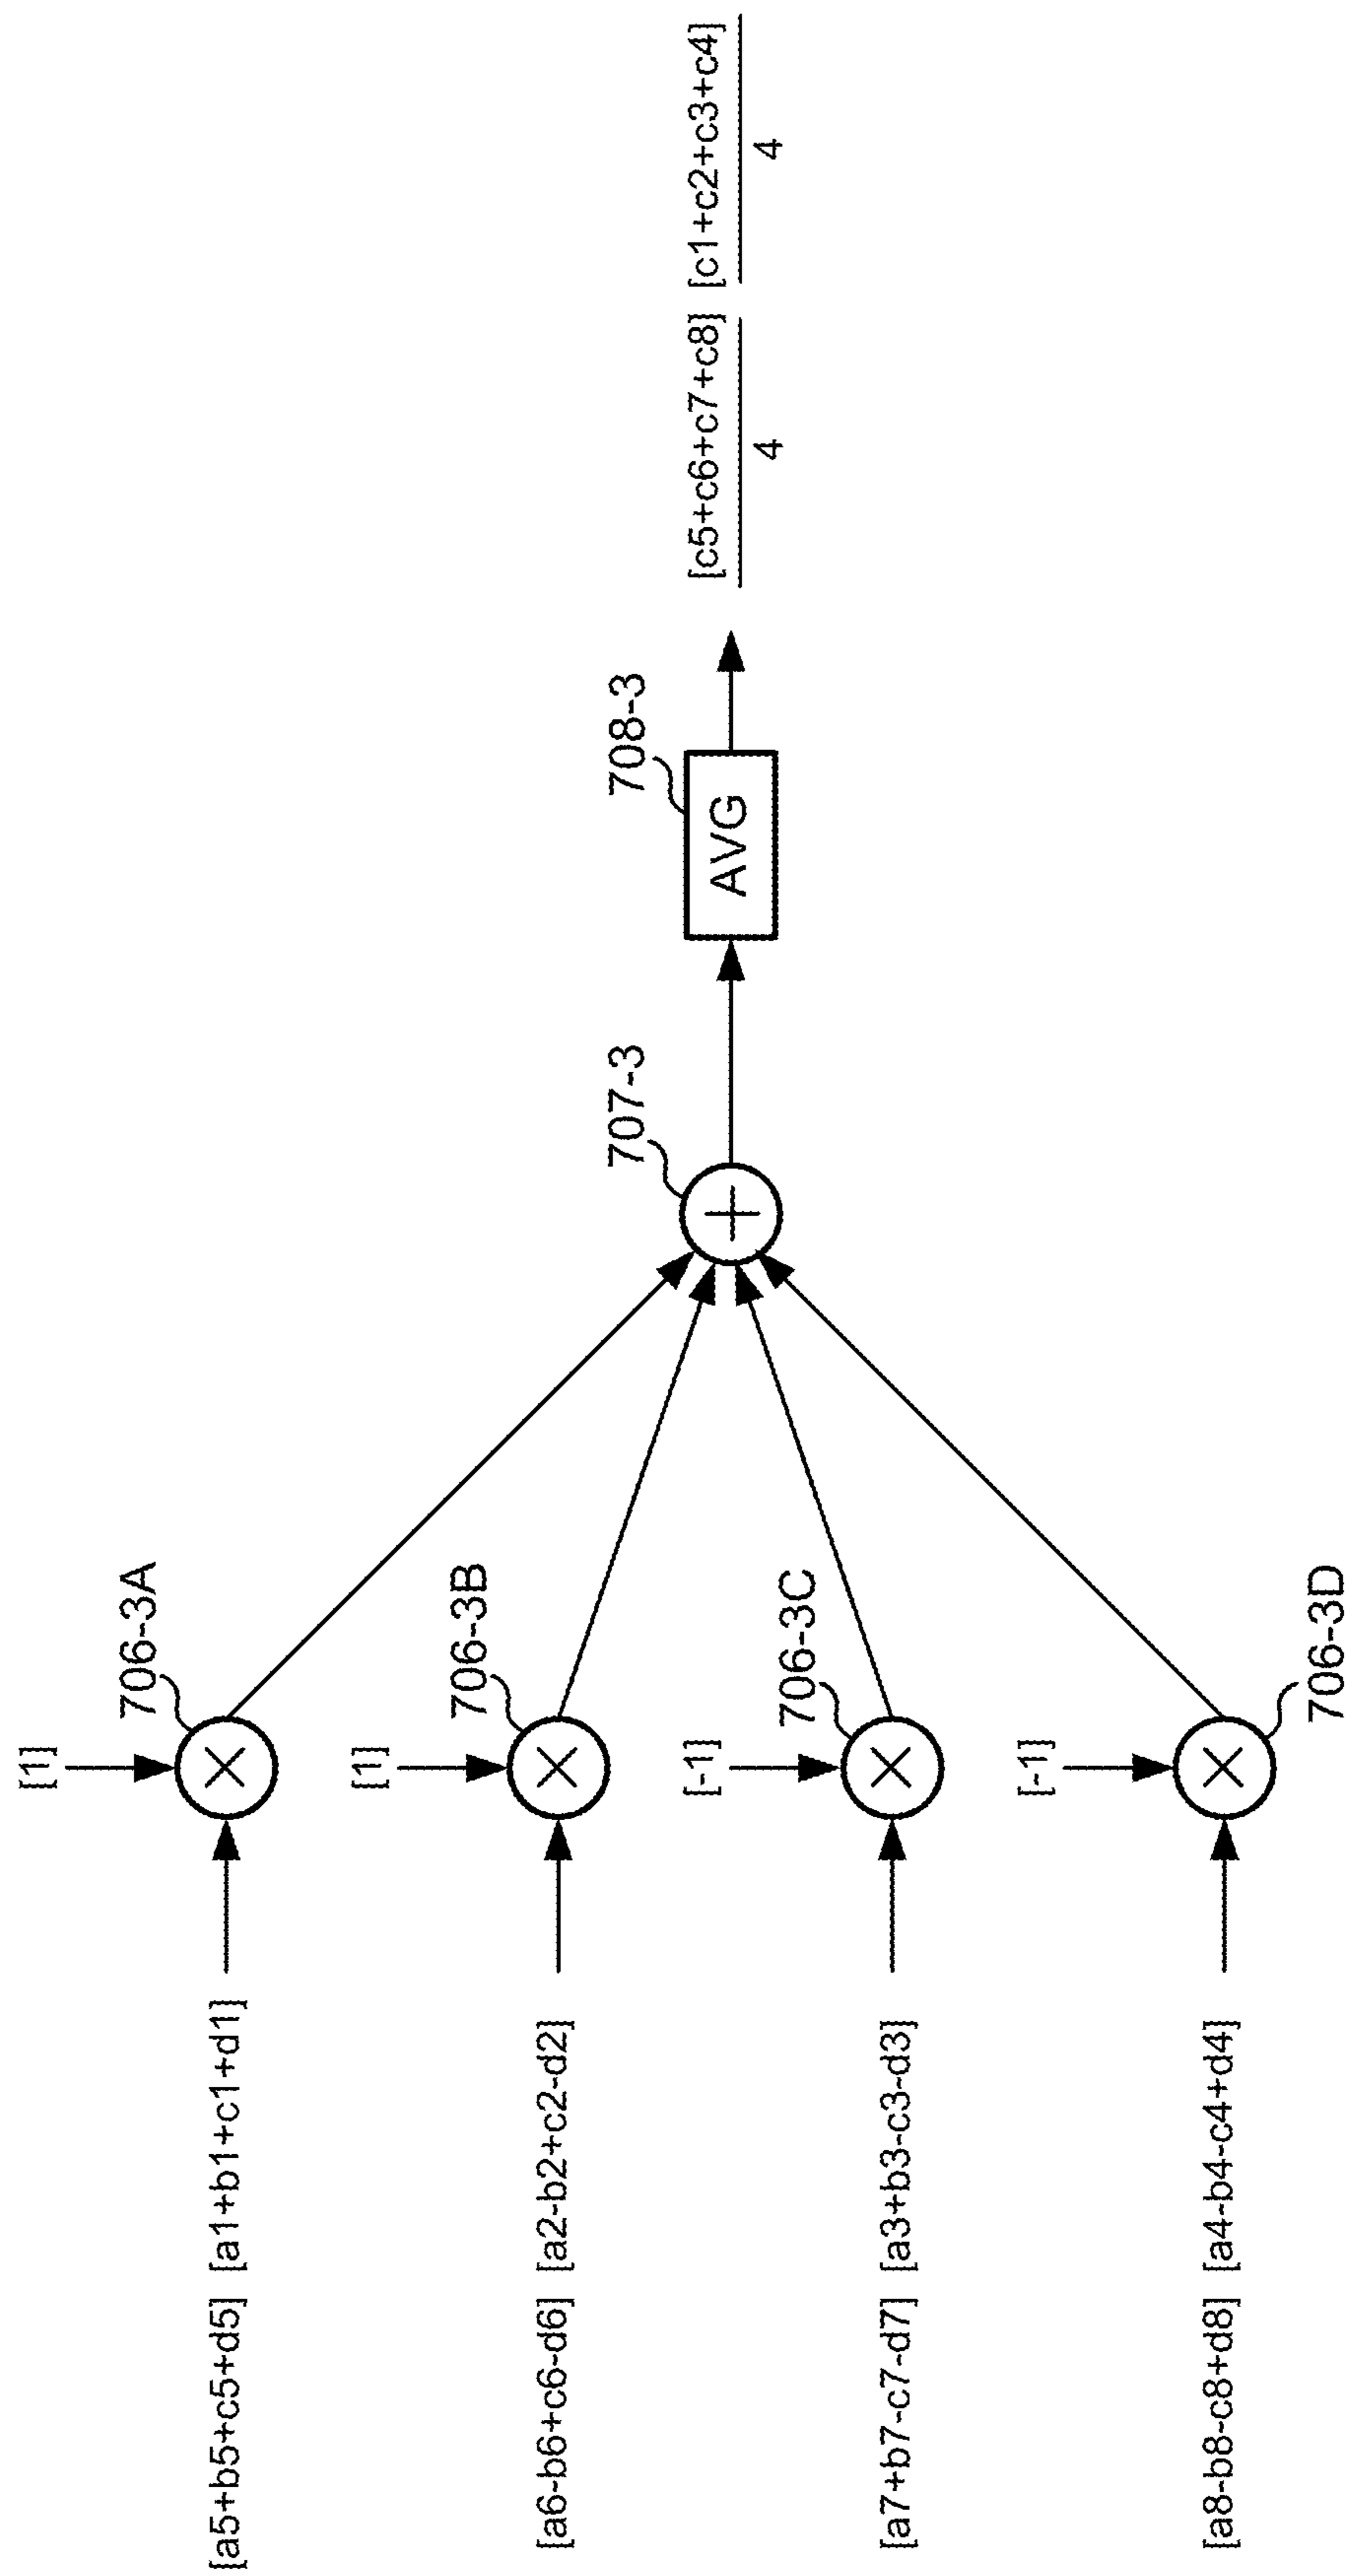 [1]
706-3A
[a5+b5+c5+d5] [a1+b1+c1+d1]
[1]
706-3B
[a6-b6+c6-d6] [a2-b2+c2-d2]
707-3
708-3
AVG
[c5+c6+c7+c8] [c1+c2+c3+c4]
4 4
[-1]
706-3C
[a7+b7-c7-d7] [a3+b3-c3-d3]
[-1]
[a8-b8-c8+d8] [a4-b4-c4+d4]
706-3D